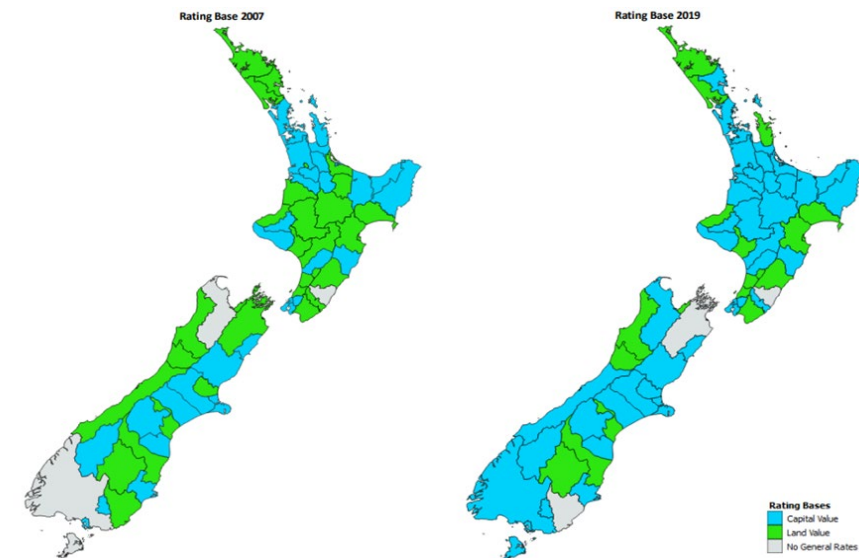 Rating Base 2007
Rating Base 2019
Rating Bases
Capital Value
Land Value
No General Rates